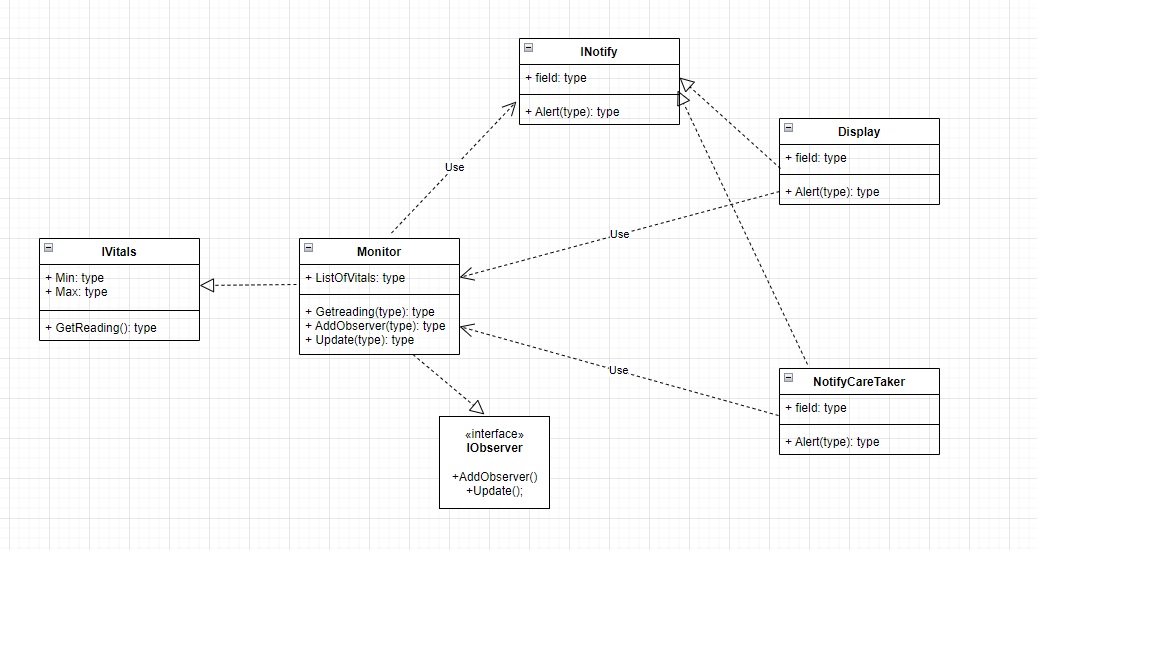 INotify
+ field: type
+ Alert(type): type
Display
+ field: type
+ Alert(type): type
Use
Use
IVitals
+ Min: type
+ Max: type
+ GetReading(): type
Monitor
+ ListOfVitals: type
+ Getreading(type): type
+ AddObserver(type): type
+ Update(type): type
Use
NotifyCareTaker
+ field: type
+ Alert(type): type
«interface»
IObserver
+AddObserver()
+Update();